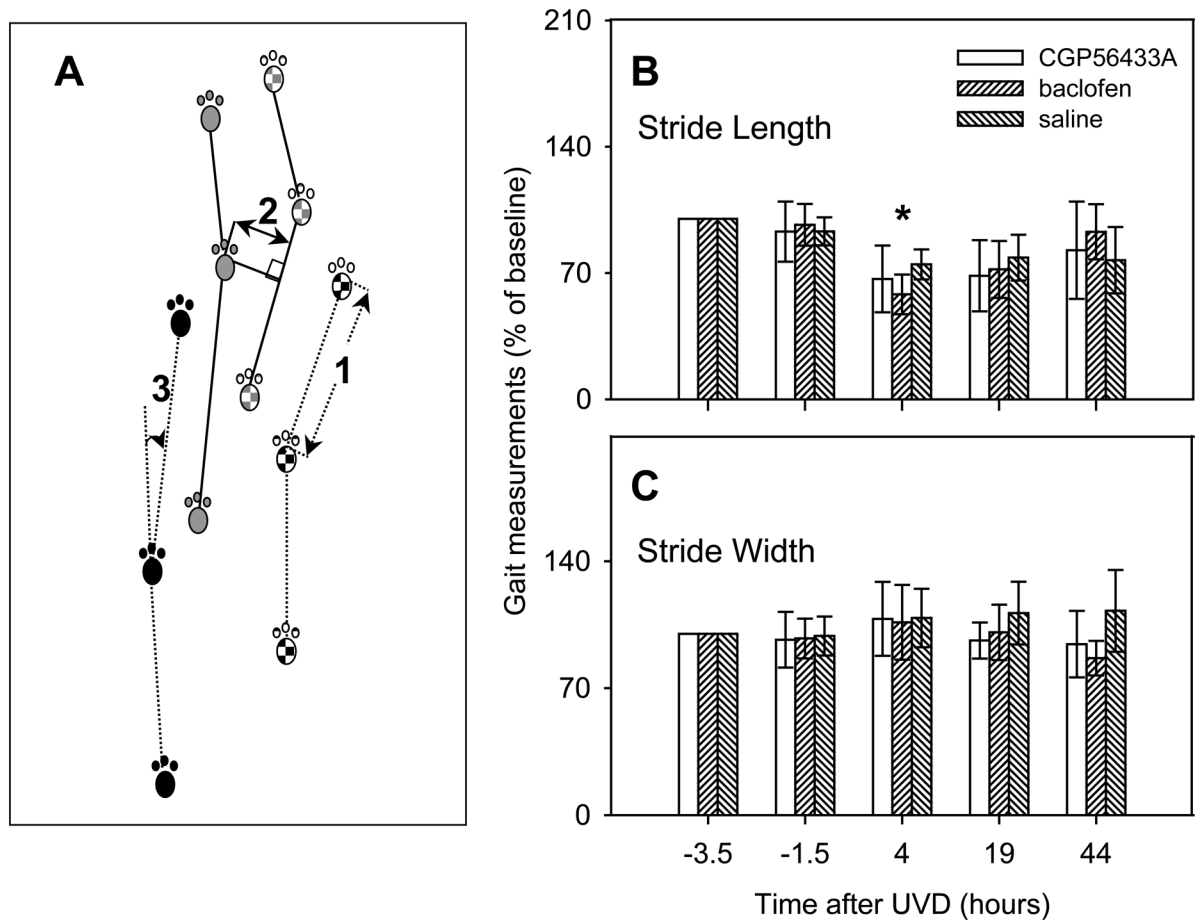 A
2
1
3
Gait measurements (% of baseline)
B
Stride Length
CGP56433A
baclofen
saline
210
140
70
0
*
C
Stride Width
140
70
0
-3.5 -1.5 4 19 44
Time after UVD (hours)